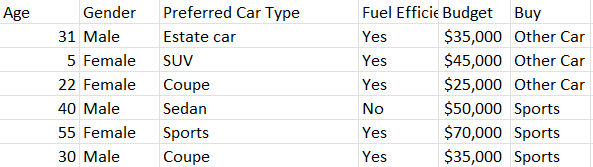 Age Gender Preferred Car Type Fuel Efficie Budget Buy
31 Male Estate car Yes $35,000 Other Car
5 Female SUV Yes $45,000 Other Car
22 Female Coupe Yes $25,000 Other Car
40 Male Sedan No $50,000 Sports
55 Female Sports Yes $70,000 Sports
30 Male Coupe Yes $35,000 Sports